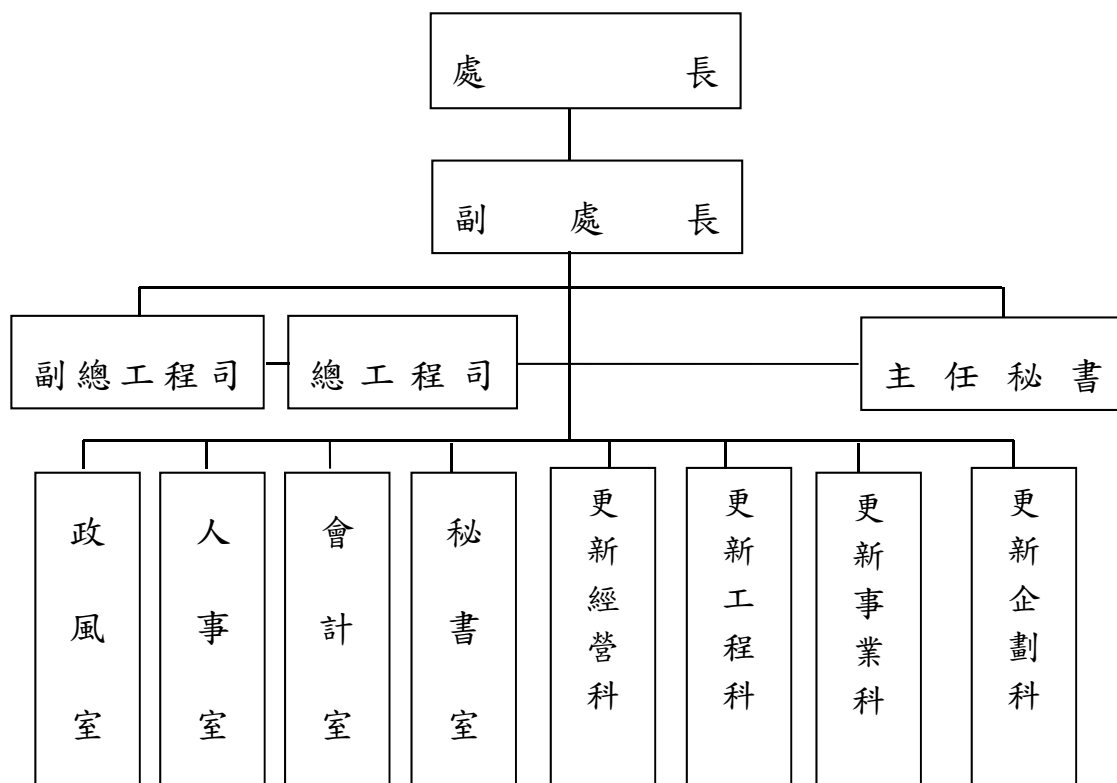 處長
副處長
副總工程司
總工程司
主任秘書
政風室
人事室
會計室
秘書室
更新經營科
更新工程科
更新事業科
更新企劃科